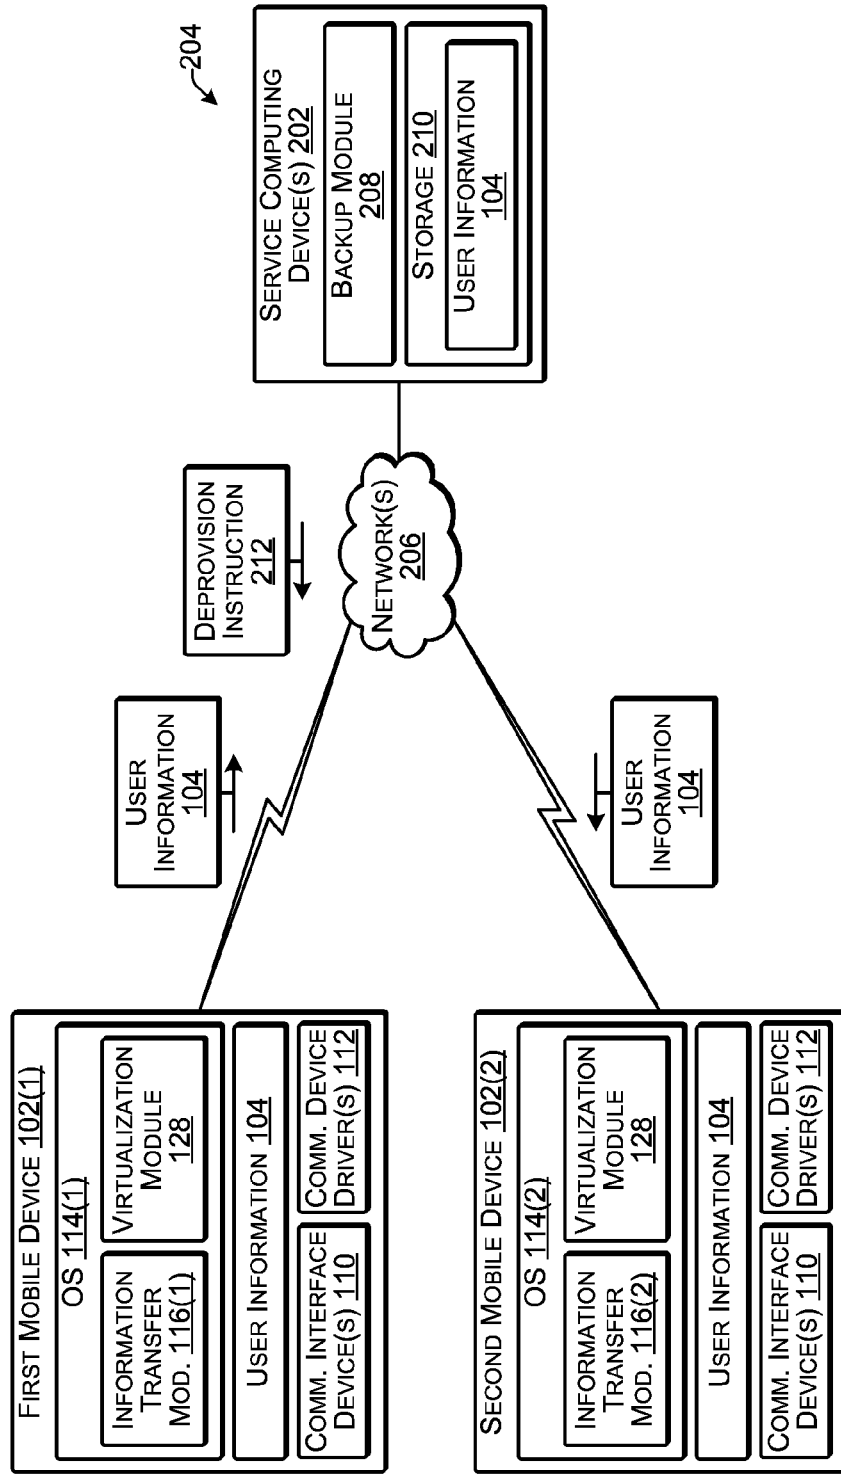 FIRST MOBILE DEVICE 102(1)
OS 114(1)
INFORMATION
TRANSFER
MOD. 116(1)
VIRTUALIZATION
MODULE
128
USER INFORMATION 104
COMM. INTERFACE
DEVICE(S) 110
COMM. DEVICE
DRIVER(S) 112
USER
INFORMATION
104
DEPROVISION
INSTRUCTION
212
204
SERVICE COMPUTING
DEVICE(S) 202
BACKUP MODULE
208
STORAGE 210
USER INFORMATION
104
NETWORK(S)
206
SECOND MOBILE DEVICE 102(2)
OS 114(2)
INFORMATION
TRANSFER
MOD. 116(2)
VIRTUALIZATION
MODULE
128
USER INFORMATION 104
COMM. INTERFACE
DEVICE(S) 110
COMM. DEVICE
DRIVER(S) 112
USER
INFORMATION
104